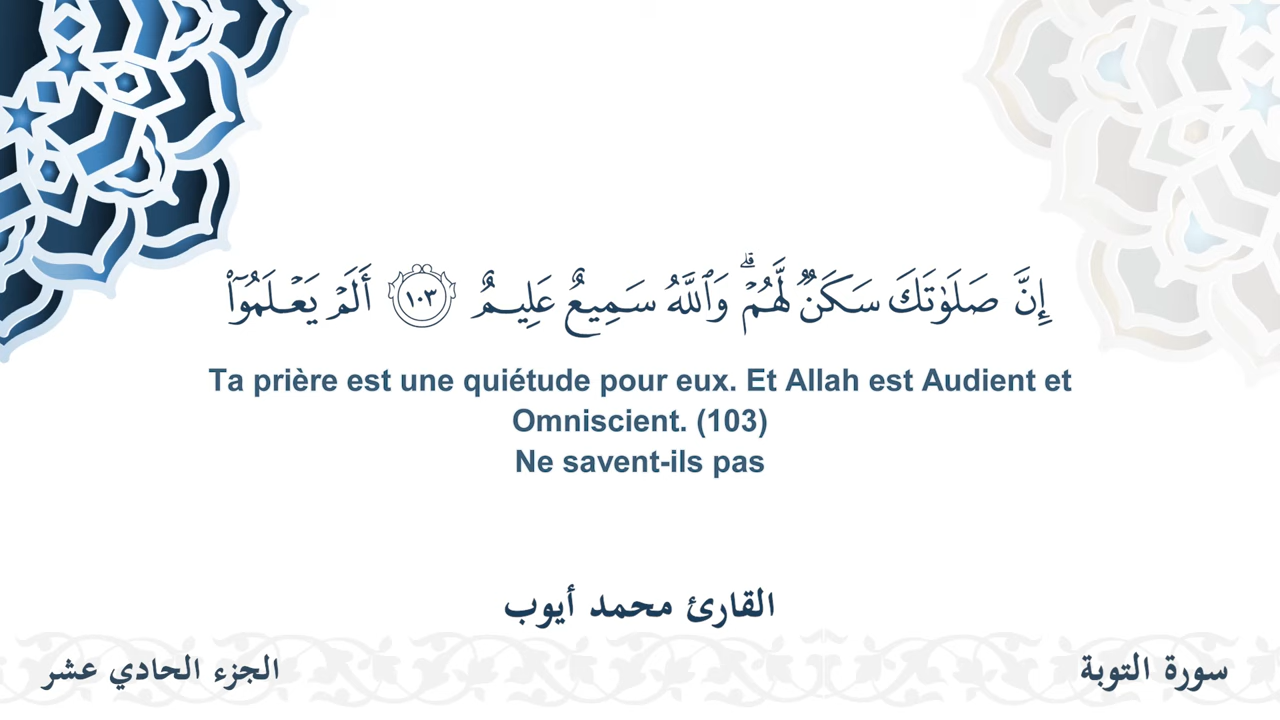 إِنَّ صَلَوٰتَكَ سَكَنٌ لَّهُمْ ۗ وَٱللَّهُ سَمِيعٌ عَلِيمٌ ١٠٣ أَلَمْ يَعْلَمُوٓا۟
Ta prière est une quiétude pour eux. Et Allah est Audient et
Omniscient. (103)
Ne savent-ils pas
القارئ محمد أيوب
سورة التوبة
الجزء الحادي عشر